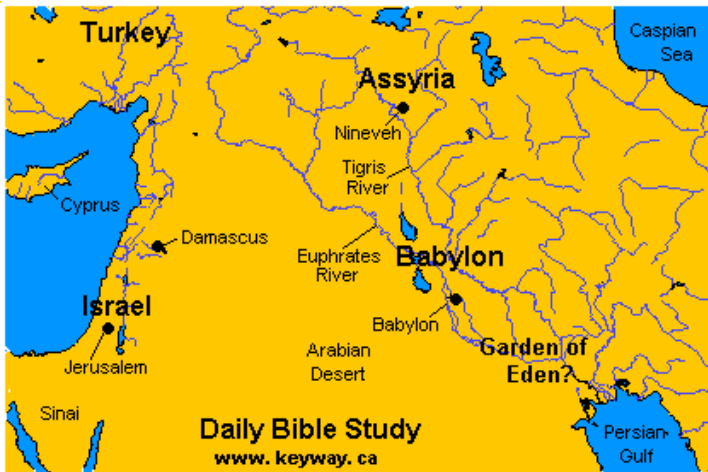 Turkey
Caspian
Sea
Assyria
Nineveh
Tigris
River
Cyprus
Damascus
Euphrates
River
Babylon
Israel
Babylon
Jerusalem
Arabian
Desert
Garden of
Eden?
Sinai
Daily Bible Study
www.keyway.ca
Persian
Gulf